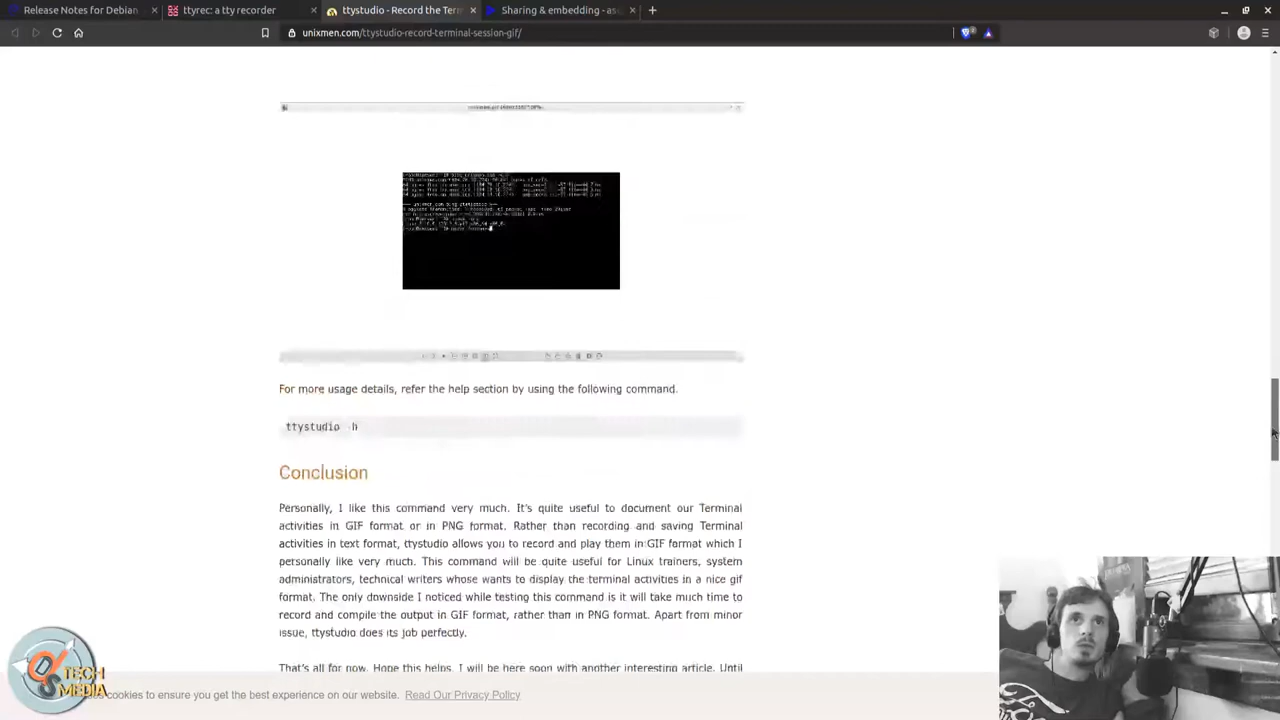 Release Notes for Debian
ttyrec: a tty recorder
ttystudio - Record the Ter
Sharing & embedding - as
unixmen.com/ttystudio-record-terminal-session-gif/
For more usage details, refer the help section by using the following command.
ttystudio -h
Conclusion
Personally, I like this command very much. It's quite useful to document our Terminal
activities in GIF format or in PNG format. Rather than recording and saving Terminal
activities in text format, ttystudio allows you to record and play them in GIF format which I
personally like very much. This command will be quite useful for Linux trainers, system
administrators, technical writers whose wants to display the terminal activities in a nice gif
format. The only downside I noticed while testing this command is it will take much time to
record and compile the output in GIF format, rather than in PNG format. Apart from minor
issue, ttystudio does its job perfectly.
That's all for now. Hope this helps. I will be here soon with another interesting article. Until
cookies to ensure you get the best experience on our website. Read Our Privacy Policy
TECH
MEDIA